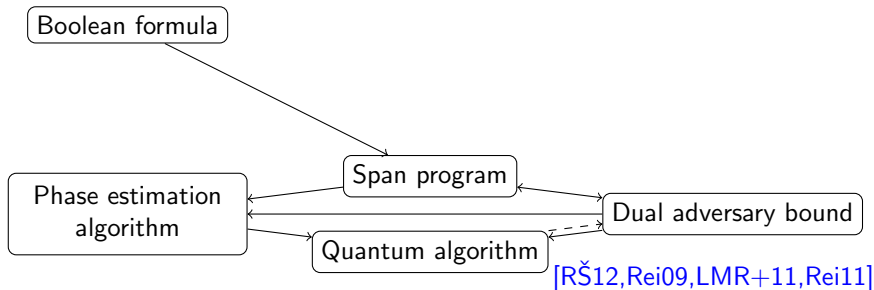 Boolean formula
Span program
Phase estimation
algorithm
Dual adversary bound
Quantum algorithm
[RŠ12,Rei09,LMR+11,Rei11]